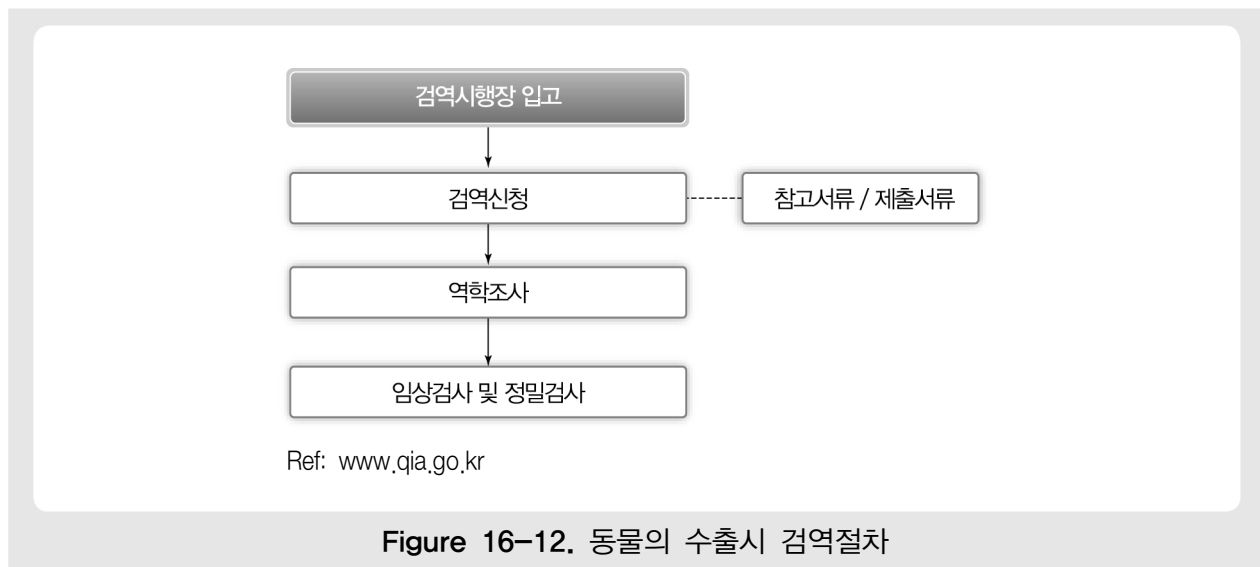 검역시행장 입고
검역신청
참고서류 / 제출서류
역학조사
임상검사 및 정밀검사
Ref: www.qia.go.kr
Figure 16-12. 동물의 수출시 검역절차